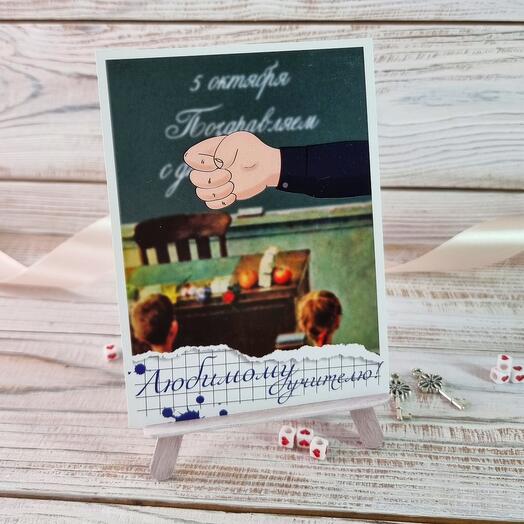 5 октября
Поздравляем
с д
Любимому
учителю!